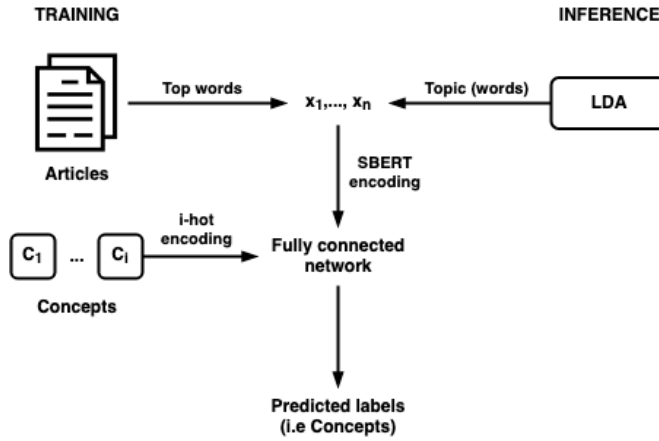 TRAINING
INFERENCE
Top words
x1,..., xn
Topic (words)
LDA
Articles
SBERT
encoding
i-hot
encoding
C1 ... Ci
Concepts
Fully connected
network
Predicted labels
(i.e Concepts)